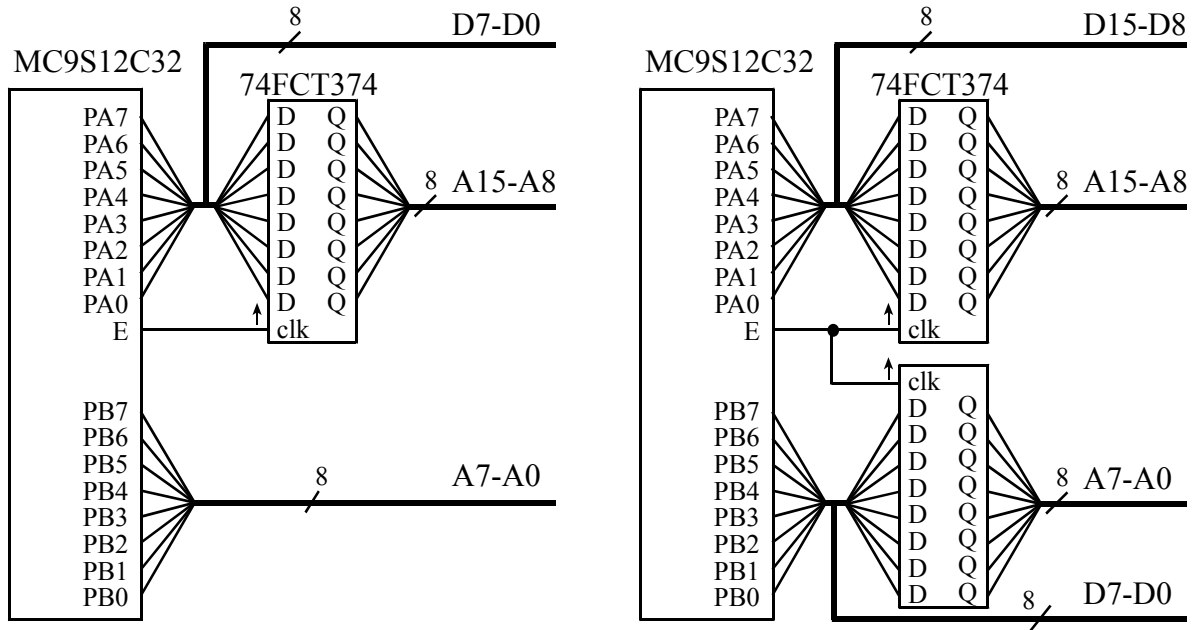 8 D7-D0
MC9S12C32
74FCT374
PA7 D Q
PA6 D Q
PA5 D Q
PA4 D Q 8 A15-A8
PA3 D Q
PA2 D Q
PA1 D Q
PA0 D Q
E clk
PB7
PB6
PB5 8 A7-A0
PB4
PB3
PB2
PB1
PB0
8 D15-D8
MC9S12C32
74FCT374
PA7 D Q
PA6 D Q
PA5 D Q
PA4 D Q 8 A15-A8
PA3 D Q
PA2 D Q
PA1 D Q
PA0 D Q
E clk
clk
PB7 D Q
PB6 D Q
PB5 D Q
PB4 D Q 8 A7-A0
PB3 D Q
PB2 D Q
PB1 D Q
PB0 D Q
8 D7-D0